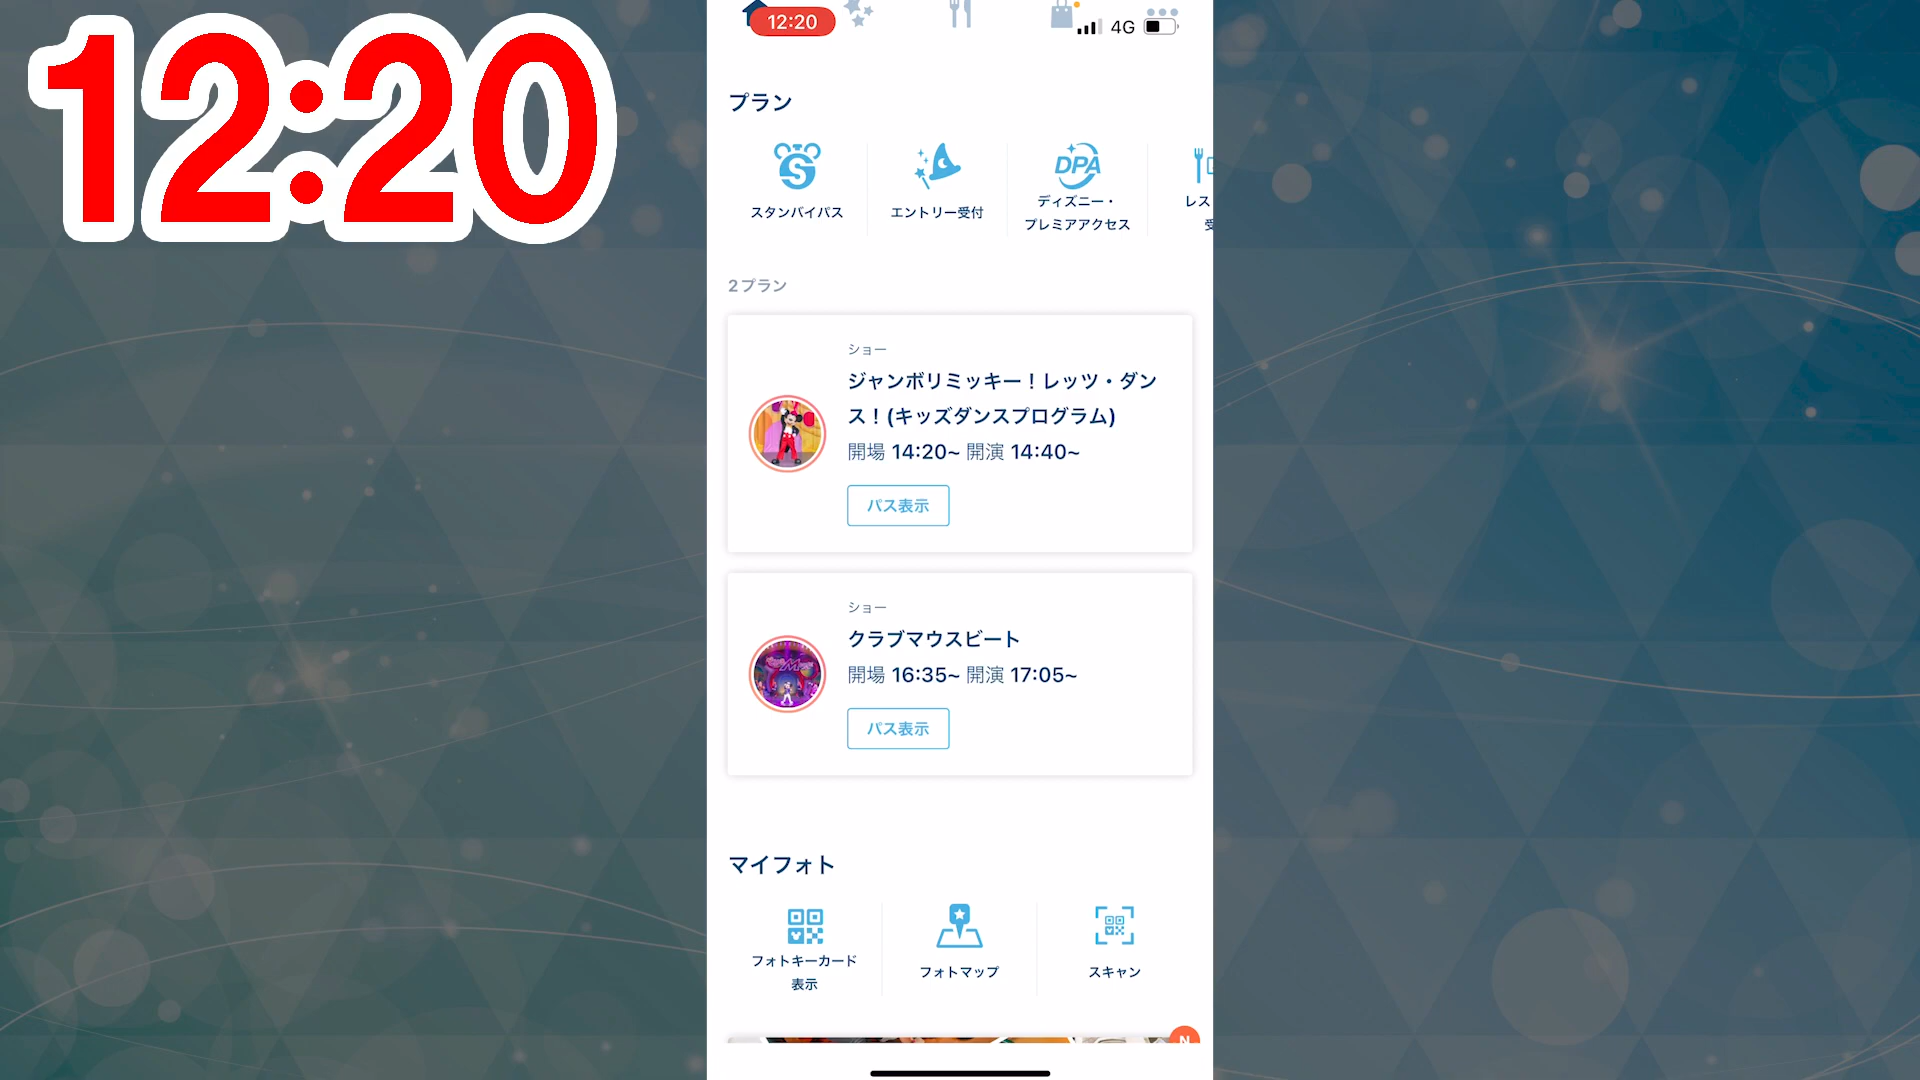 12:20
12:20
4G
プラン
スタンバイパス
エントリー受付
DPA
ディズニー・
プレミアアクセス
レス
受
2プラン
ショー
ジャンボリミッキー！レッツ・ダン
ス！(キッズダンスプログラム)
開場 14:20~ 開演 14:40~
パス表示
ショー
クラブマウスビート
開場 16:35~ 開演 17:05~
パス表示
マイフォト
フォトキーカード
表示
フォトマップ
スキャン
N